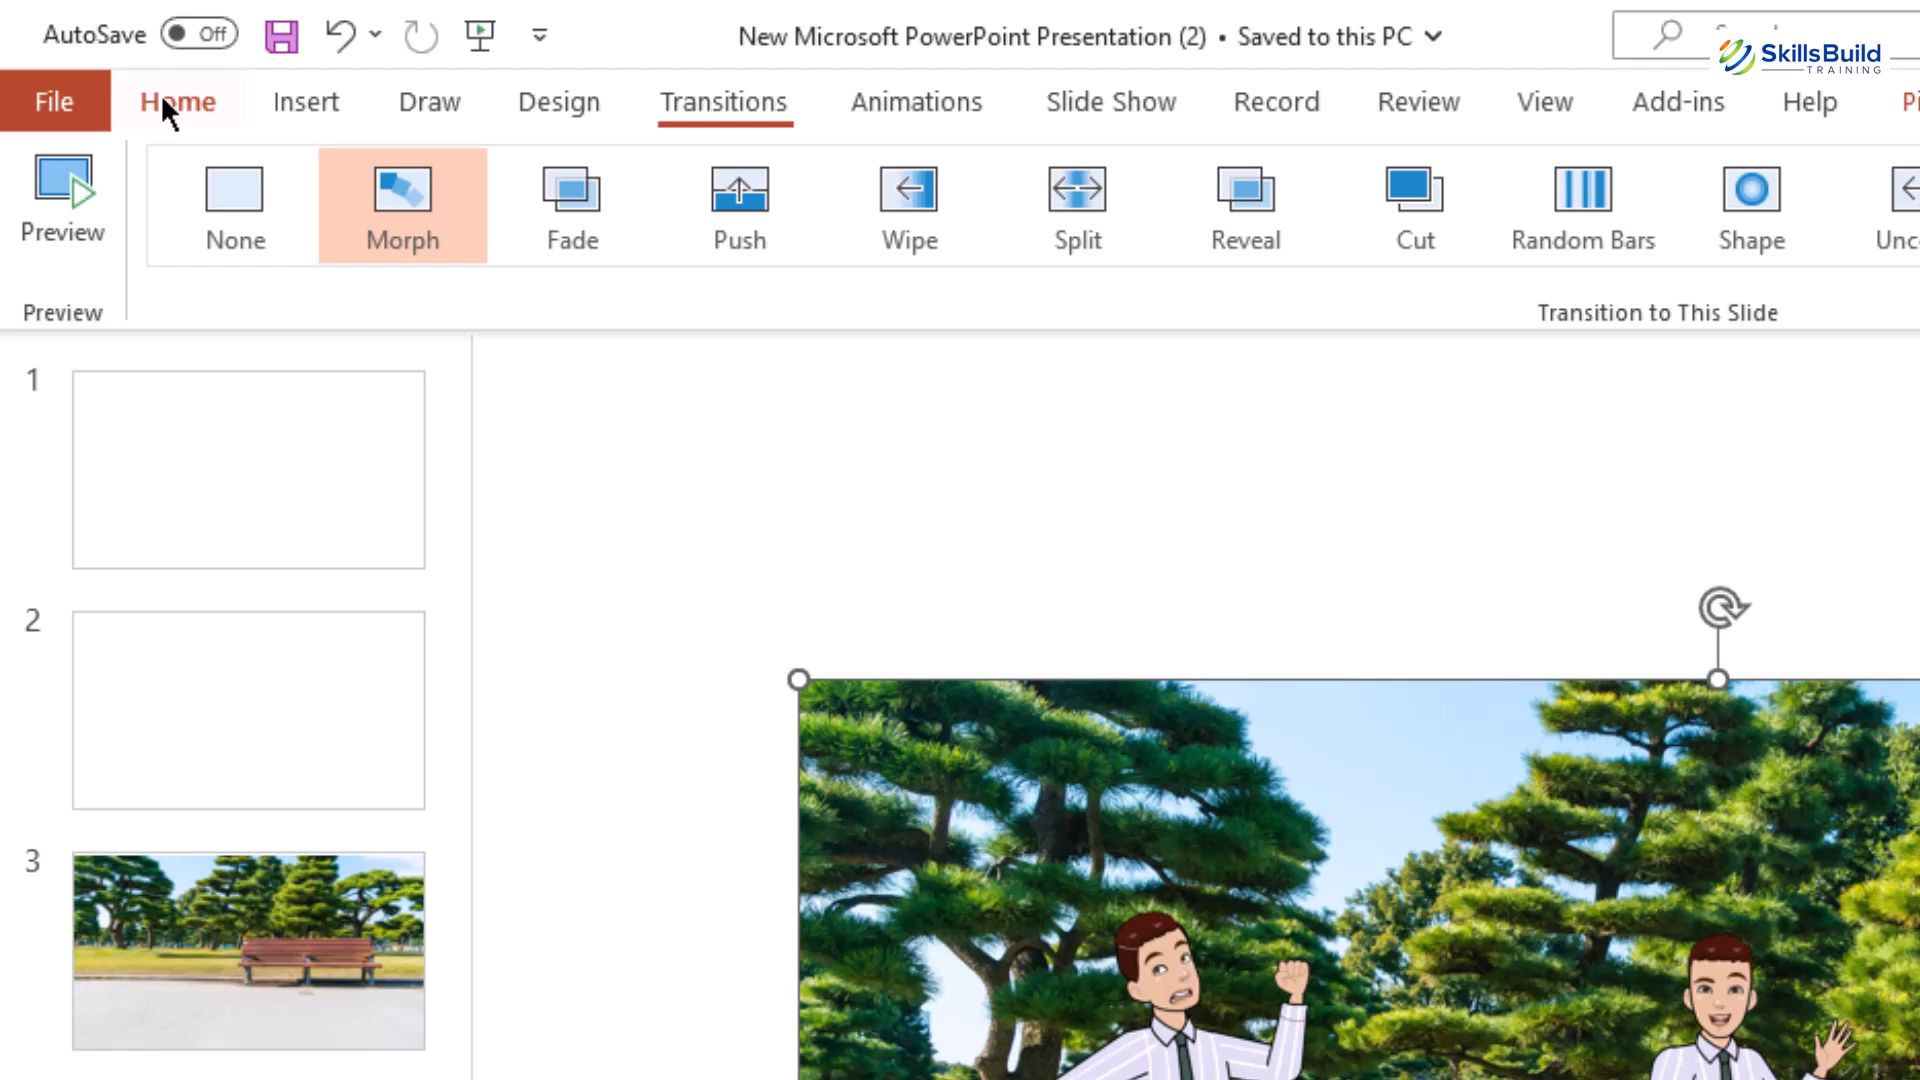 AutoSave Off New Microsoft PowerPoint Presentation (2) • Saved to this PC
SkillsBuild
TRAINING
File Home Insert Draw Design Transitions Animations Slide Show Record Review View Add-ins Help
Preview None Morph Fade Push Wipe Split Reveal Cut Random Bars Shape
Preview Transition to This Slide
1
2
3